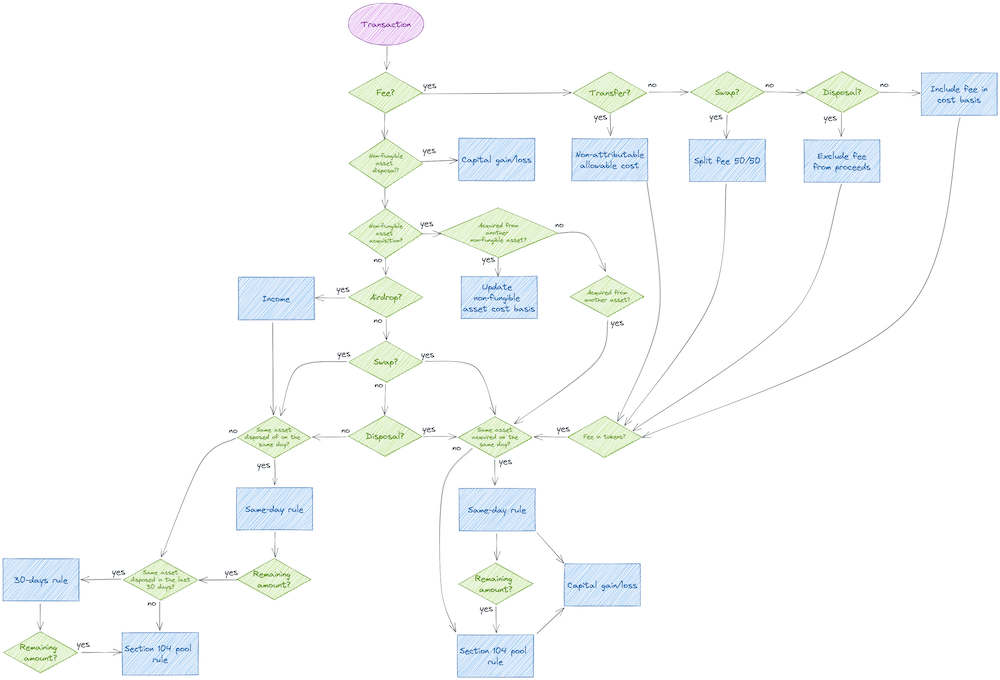 Transaction
Fee?
yes
Transfer?
no
Swap?
no
Disposal?
no
Include fee in
cost basis
yes
yes
yes
Non-fungible
asset
disposal?
yes
Capital gain/loss
Non-attributable
allowable cost
Split fee 50/50
Exclude fee
from proceeds
Non-fungible
asset
acquisition?
yes
Acquired from
another
non-fungible asset?
no
no
yes
Income
yes
Airdrop?
Update
non-fungible
asset cost basis
Acquired from
another asset?
no
yes
yes
Swap?
yes
no
Same asset
disposed of on the
same day?
no
no
Disposal?
yes
Same asset
acquired on the
same day?
yes
Fee in tokens?
no
yes
yes
Same-day rule
Same-day rule
30-days rule
yes
Same asset
disposed in the last
30 days?
yes
Remaining
amount?
Remaining
amount?
Capital gain/loss
no
yes
Remaining
amount?
yes
Section 104 pool
rule
Section 104 pool
rule